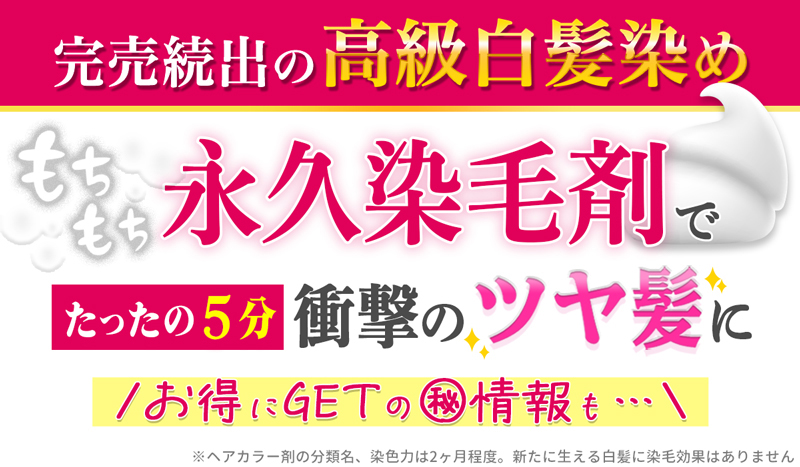 完売続出の高級白髪染め
もちもち
永久染毛剤で
たったの5分 衝撃のツヤ髪に
\お得にGETの㊙情報も…/
※ヘアカラー剤の分類名、染色力は2ヶ月程度。新たに生える白髪に染毛効果はありません